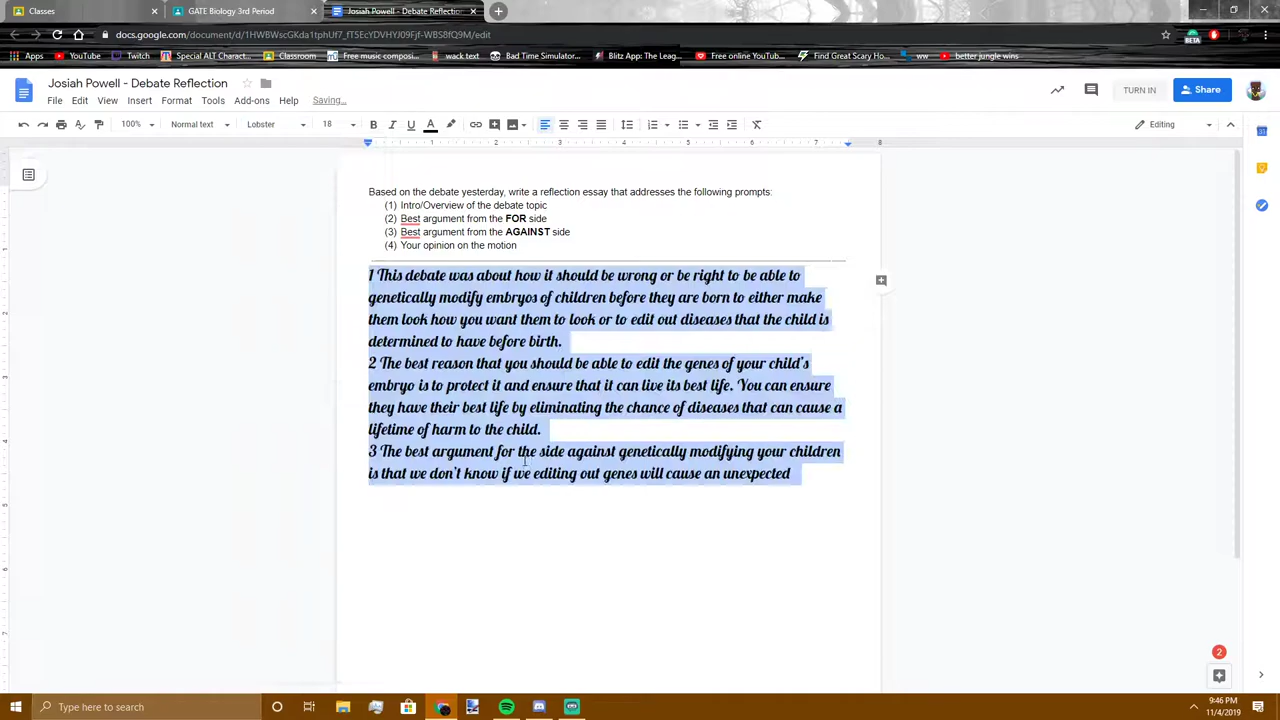 Classes
GATE Biology 3rd Period
Josiah Powell - Debate Reflectio
docs.google.com/document/d/
Apps
YouTube
Twitch
Special ALT Charact...
Classroom
Free music composi...
wack text
Bad Time Simulator...
Blitz App: The Leag...
Free online YouTub...
Find Great Scary Ho...
ww
better jungle wins
BETA
Josiah Powell - Debate Reflection
File Edit View Insert Format Tools Add-ons Help Saving...
TURN IN
Share
100% Normal text Lobster 18 B I U A
Editing
1 2 3 4 5 6 7 8
Based on the debate yesterday, write a reflection essay that addresses the following prompts:
(1) Intro/Overview of the debate topic
(2) Best argument from the FOR side
(3) Best argument from the AGAINST side
(4) Your opinion on the motion
1 This debate was about how it should be wrong or be right to be able to
genetically modify embryos of children before they are born to either make
them look how you want them to look or to edit out diseases that the child is
determined to have before birth.
2 The best reason that you should be able to edit the genes of your child's
embryo is to protect it and ensure that it can live its best life. You can ensure
they have their best life by eliminating the chance of diseases that can cause a
lifetime of harm to the child.
3 The best argument for the side against genetically modifying your children
is that we don't know if we editing out genes will cause an unexpected
2
Type here to search
9:46 PM
11/4/2019